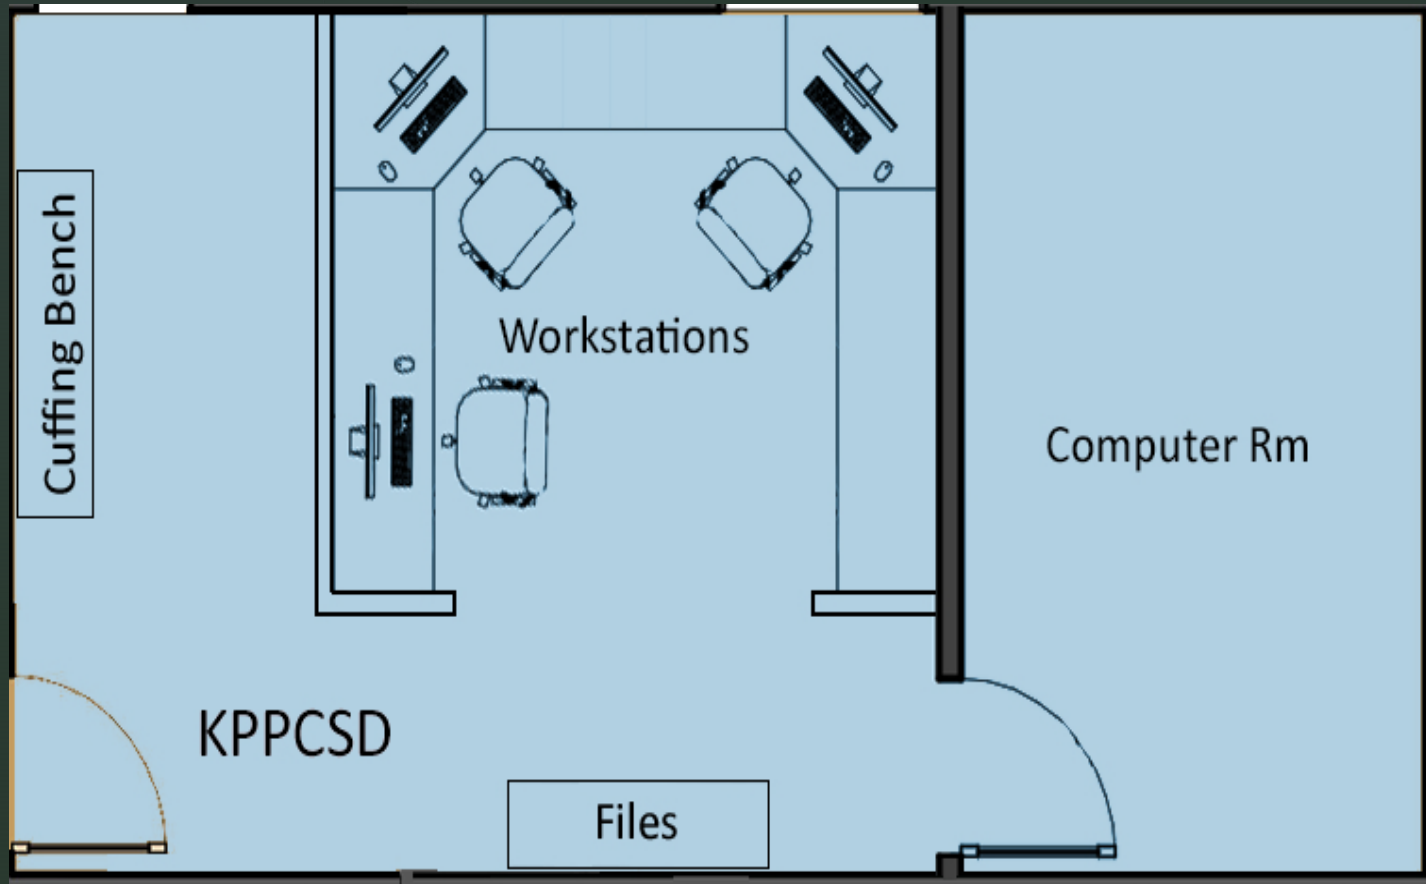 Cuffing Bench
Workstations
Computer Rm
KPPCSD
Files